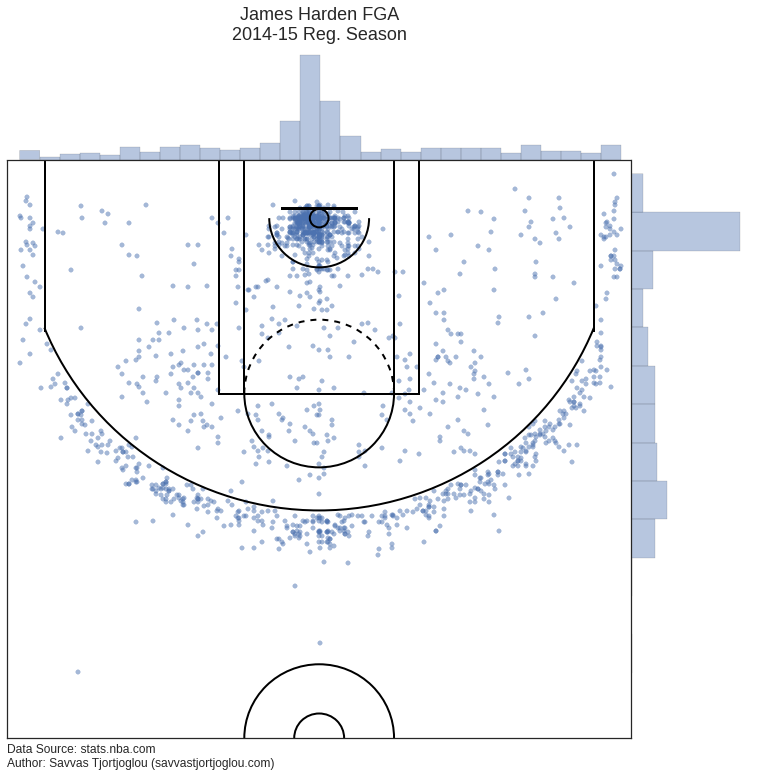 James Harden FGA
2014-15 Reg. Season
Data Source: stats.nba.com
Author: Savvas Tjortjoglou (savvastjortjoglou.com)